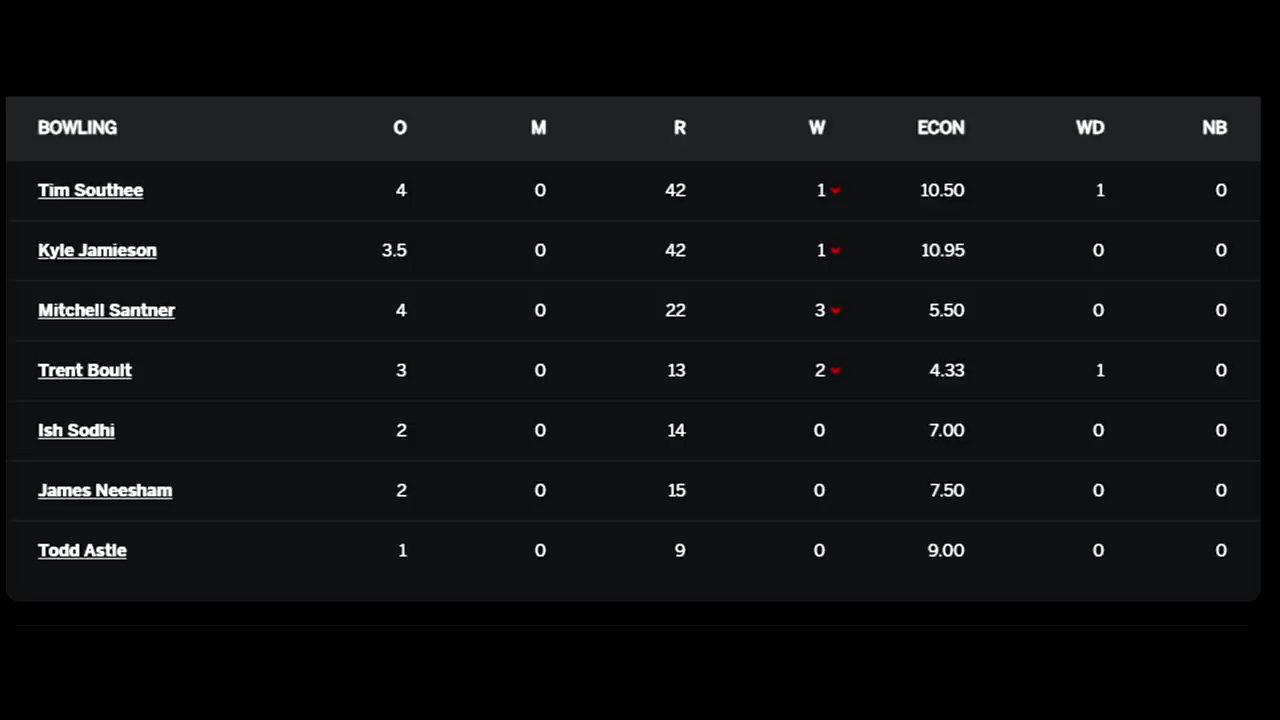 BOWLING O M R W ECON WD NB
Tim Southee 4 0 42 1 10.50 1 0
Kyle Jamieson 3.5 0 42 1 10.95 0 0
Mitchell Santner 4 0 22 3 5.50 0 0
Trent Boult 3 0 13 2 4.33 1 0
Ish Sodhi 2 0 14 0 7.00 0 0
James Neesham 2 0 15 0 7.50 0 0
Todd Astle 1 0 9 0 9.00 0 0